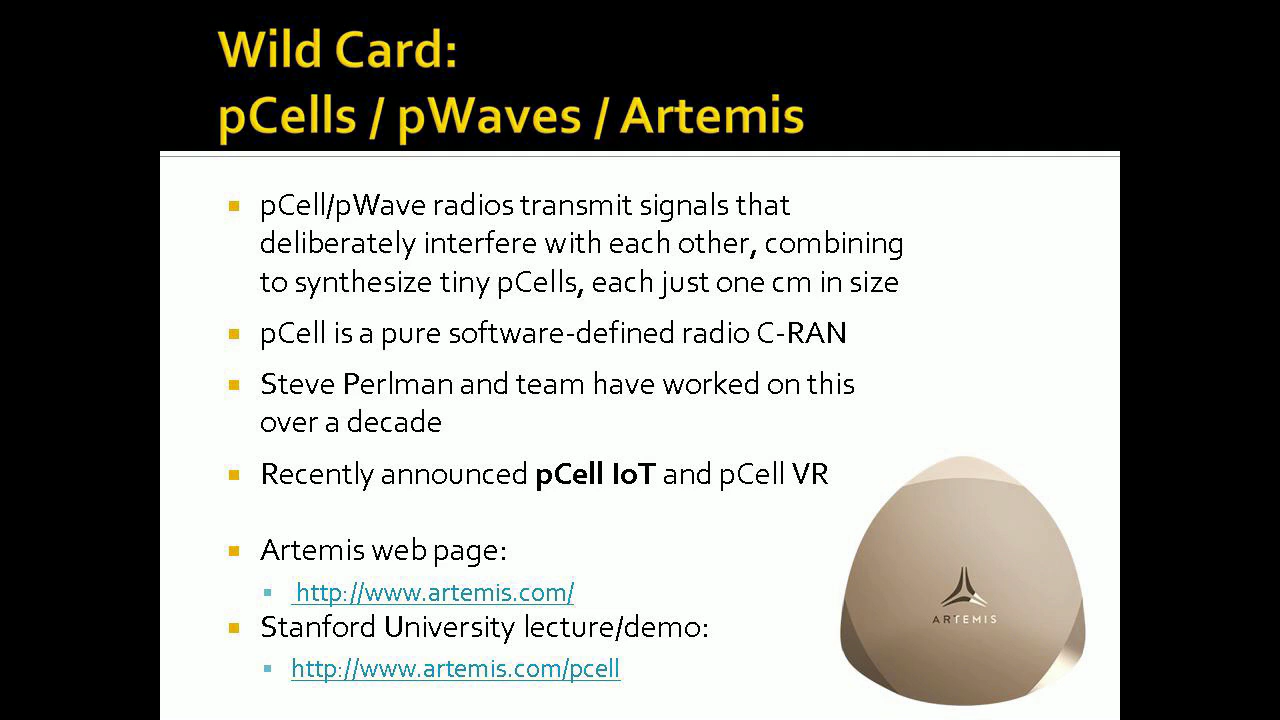 Wild Card:
pCells / pWaves / Artemis
pCell/pWave radios transmit signals that
deliberately interfere with each other, combining
to synthesize tiny pCells, each just one cm in size
pCell is a pure software-defined radio C-RAN
Steve Perlman and team have worked on this
over a decade
Recently announced pCell IoT and pCell VR
Artemis web page:
http://www.artemis.com/
Stanford University lecture/demo:
http://www.artemis.com/pcell
ARTEMIS